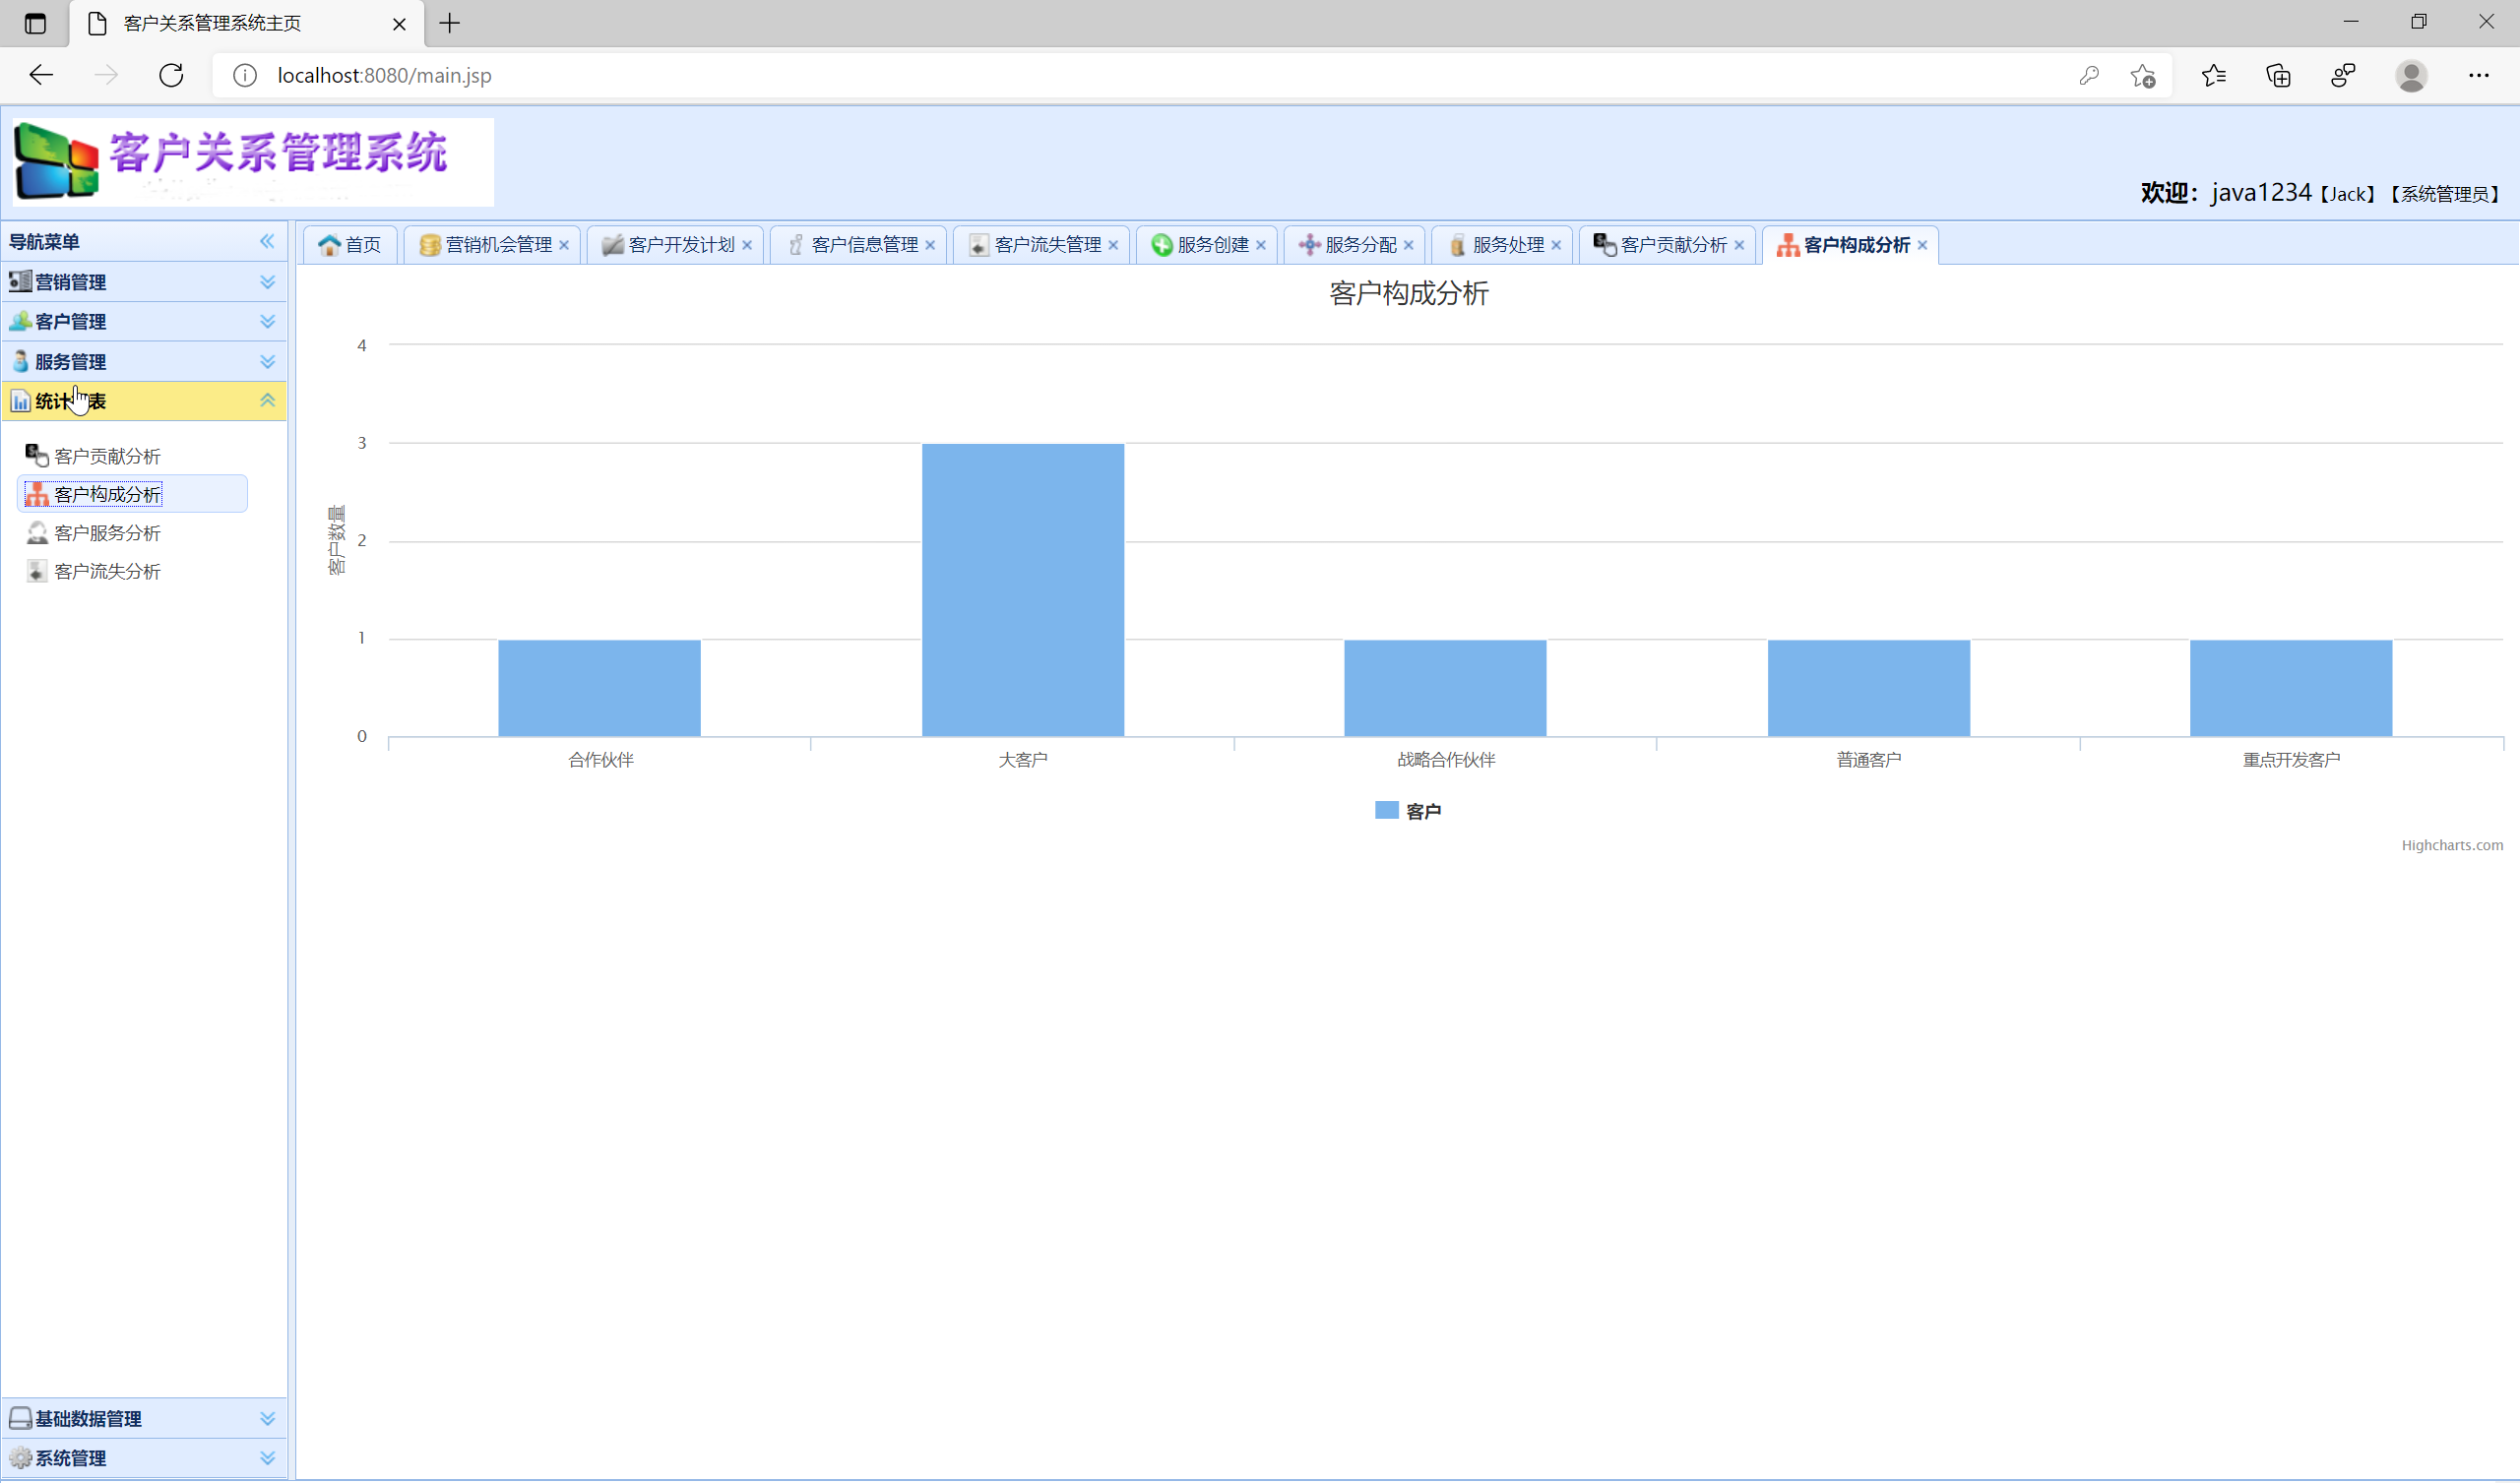 客户关系管理系统主页
localhost:8080/main.jsp
客户关系管理系统
欢迎：java1234【Jack】【系统管理员】
导航菜单
首页 营销机会管理 客户开发计划 客户信息管理 客户流失管理 服务创建 服务分配 服务处理 客户贡献分析 客户构成分析
营销管理
客户管理
服务管理
统计 表
客户贡献分析
客户构成分析
客户服务分析
客户流失分析
基础数据管理
系统管理
客户构成分析
4
3
2
1
0
客户数量
合作伙伴 大客户 战略合作伙伴 普通客户 重点开发客户
客户
Highcharts.com